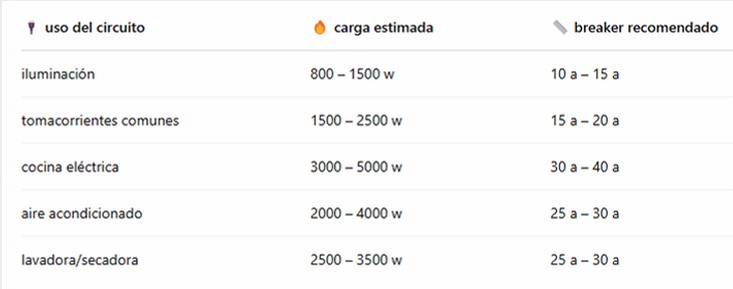 uso del circuito carga estimada breaker recomendado
iluminación 800 – 1500 w 10 a – 15 a
tomacorrientes comunes 1500 – 2500 w 15 a – 20 a
cocina eléctrica 3000 – 5000 w 30 a – 40 a
aire acondicionado 2000 – 4000 w 25 a – 30 a
lavadora/secadora 2500 – 3500 w 25 a – 30 a